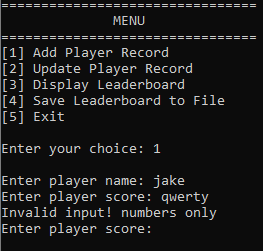 ==================================
MENU
==================================
[1] Add Player Record
[2] Update Player Record
[3] Display Leaderboard
[4] Save Leaderboard to File
[5] Exit
Enter your choice: 1
Enter player name: jake
Enter player score: qwerty
Invalid input! numbers only
Enter player score: